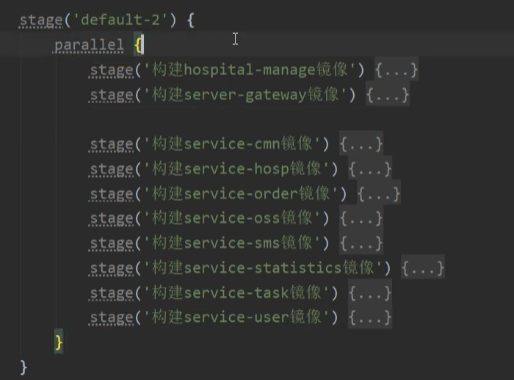 stage('default-2') {
parallel {
stage('构建hospital-manage镜像') {...}
stage('构建server-gateway镜像') {...}
stage('构建service-cmn镜像') {...}
stage('构建service-hosp镜像') {...}
stage('构建service-order镜像') {...}
stage('构建service-oss镜像') {...}
stage('构建service-sms镜像') {...}
stage('构建service-statistics镜像') {...}
stage('构建service-task镜像') {...}
stage('构建service-user镜像') {...}
}
}